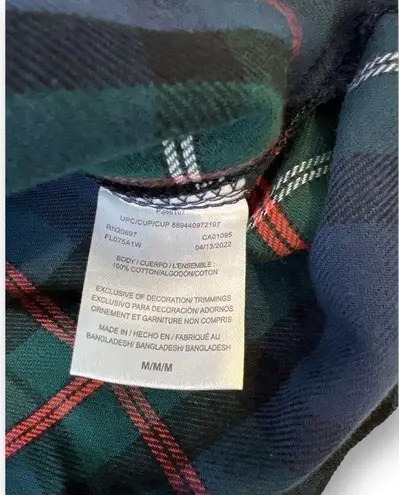 UPC/CUP/CUP 889440972197
RN20697 CA01095
FL075A1W 04/13/2022
BODY / CUERPO / L'ENSEMBLE :
100% COTTON/ALGODÓN/COTON
EXCLUSIVE OF DECORATION/ TRIMMINGS
EXCLUSIVO PARA DECORACIÓN/ ADORNOS
ORNEMENT ET GARNITURE NON COMPRIS
MADE IN / HECHO EN / FABRIQUÉ AU
BANGLADESH/ BANGLADESH/ BANGLADESH
M/M/M